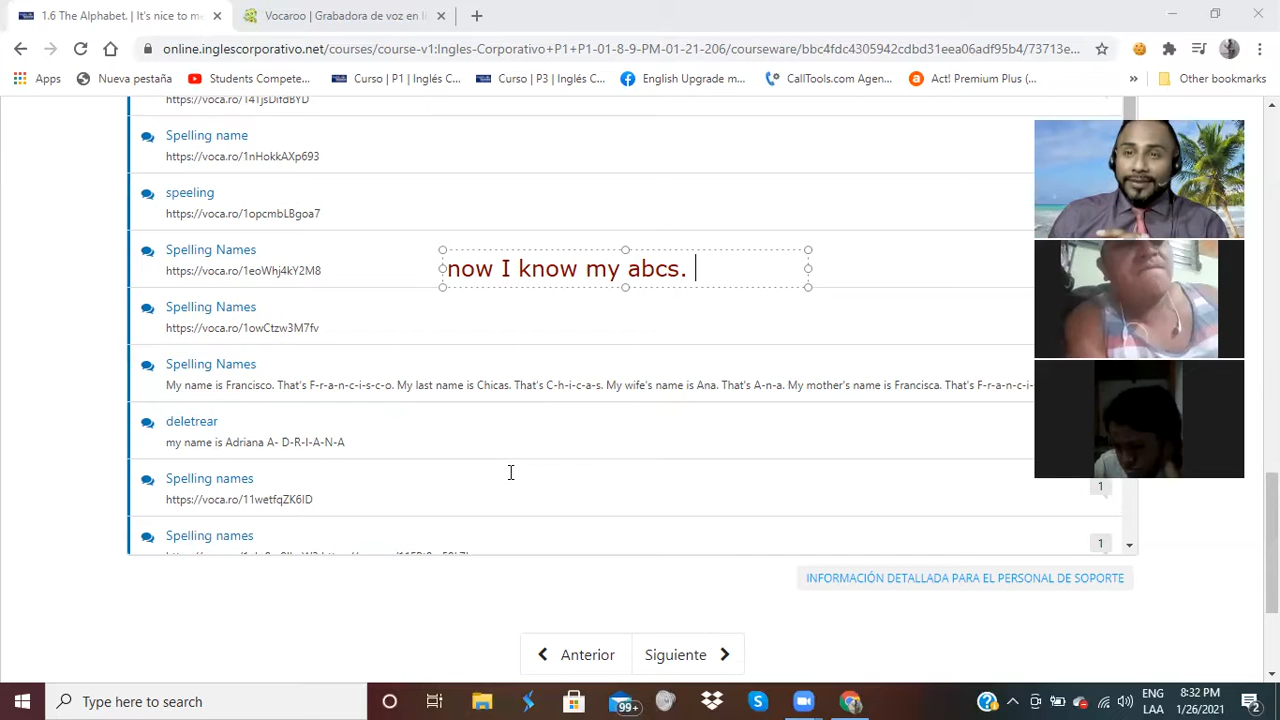 1.6 The Alphabet. | It's nice to me
Vocaroo | Grabadora de voz en lí
online.inglescorporativo.net/courses/course-v1:Ingles-Corporativo+P1+P1-01-8-9-PM-01-21-206/courseware/bbc4fdc4305942cdbd31eea06adf95b4/73713e...
Apps
Nueva pestaña
Students Compete...
Curso | P1 | Inglés C...
Curso | P3 | Inglés C...
English Upgrade m...
CallTools.com Agen...
Act! Premium Plus (...
»
Other bookmarks
Spelling name
https://voca.ro/1nHokkAXp693
speeling
https://voca.ro/1opcmbLBgoa7
Spelling Names
https://voca.ro/1eoWhj4kY2M8
now I know my abcs.
Spelling Names
https://voca.ro/1owCtzw3M7fv
Spelling Names
My name is Francisco. That's F-r-a-n-c-i-s-c-o. My last name is Chicas. That's C-h-i-c-a-s. My wife's name is Ana. That's A-n-a. My mother's name is Francisca. That's F-r-a-n-c-i-
deletrear
my name is Adriana A- D-R-I-A-N-A
Spelling names
https://voca.ro/11wetfqZK6ID
1
Spelling names
1
INFORMACIÓN DETALLADA PARA EL PERSONAL DE SOPORTE
Anterior
Siguiente
Type here to search
99+
ENG
LAA
8:32 PM
1/26/2021
2